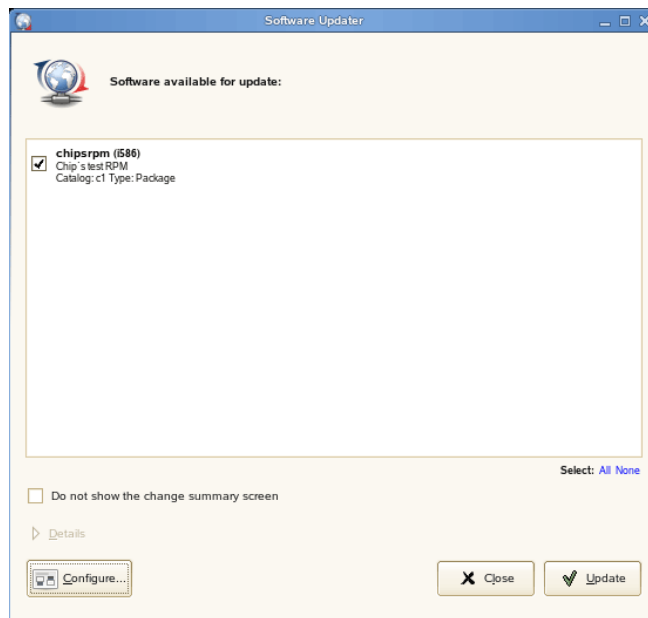 Software Updater
Software available for update:
chipsrpm (i586)
Chip´s test RPM
Catalog: c1 Type: Package
Select: All None
Do not show the change summary screen
Details
Configure...
Close
Update